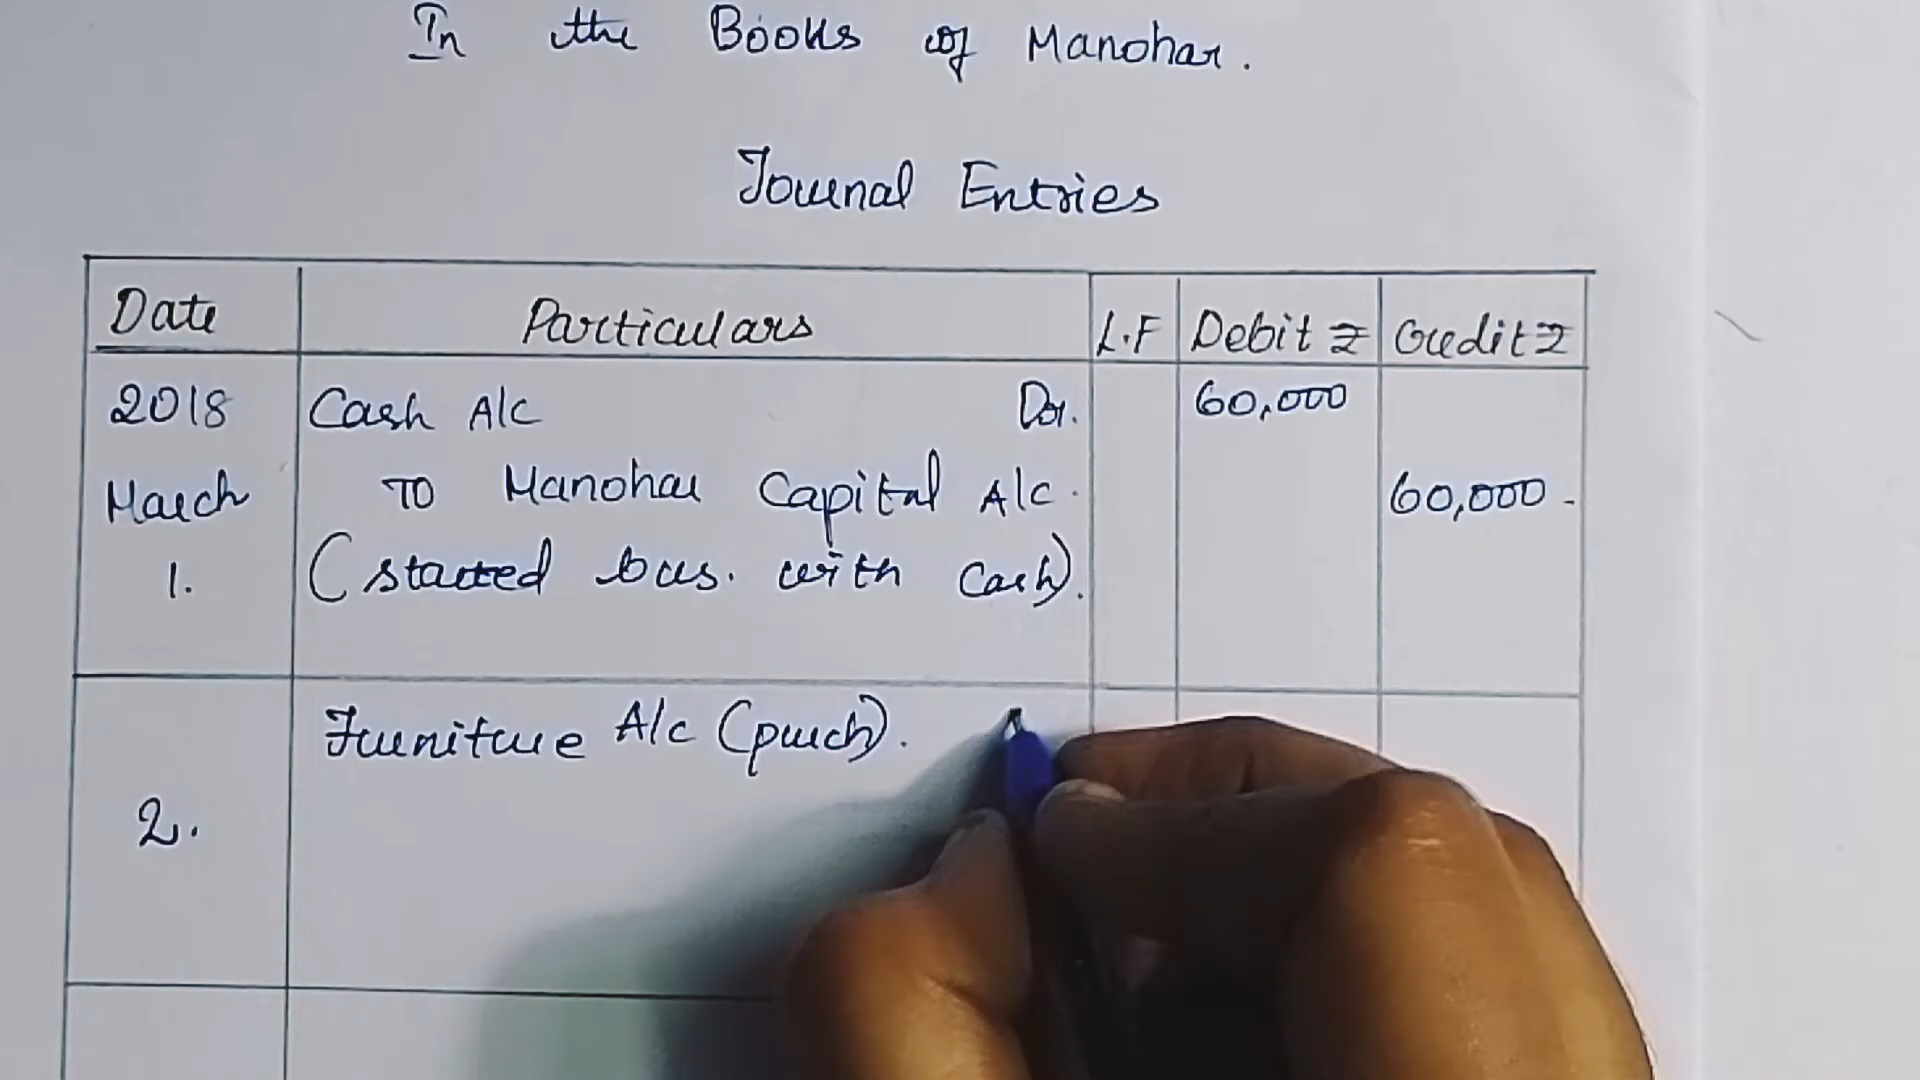 In the Books of Manohar.
Journal Entries
Date Particulars L.F Debit ₹ Credit ₹
2018 Cash A/c Dr. 60,000
March To Manohar Capital A/c. 60,000 -
1. (started bus. with cash).
Furniture A/c (purch).
2.